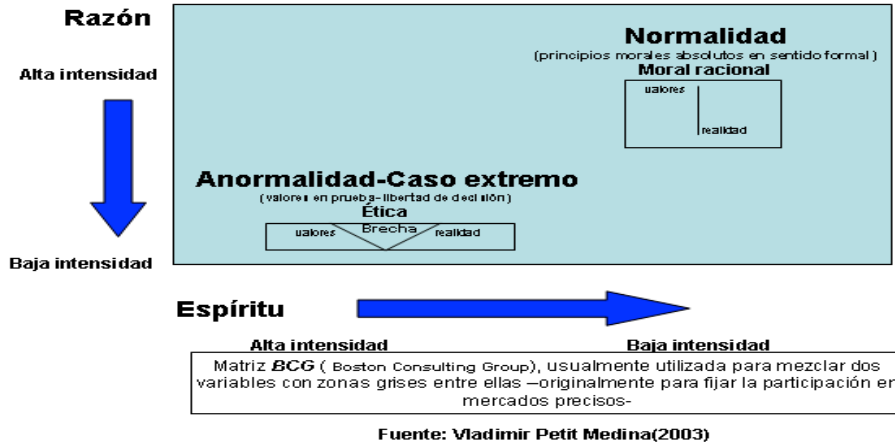 Razón
Normalidad
(principios morales absolutos en sentido formal)
Alta intensidad
Moral racional
valores
realidad
Anormalidad-Caso extremo
(valores en prueba-libertad de decisión)
Ética
valores
Brecha
realidad
Baja intensidad
Espíritu
Alta intensidad
Baja intensidad
Matriz BCG ( Boston Consulting Group), usualmente utilizada para mezclar dos
variables con zonas grises entre ellas –originalmente para fijar la participación en
mercados precisos-
Fuente: Vladimir Petit Medina(2003)